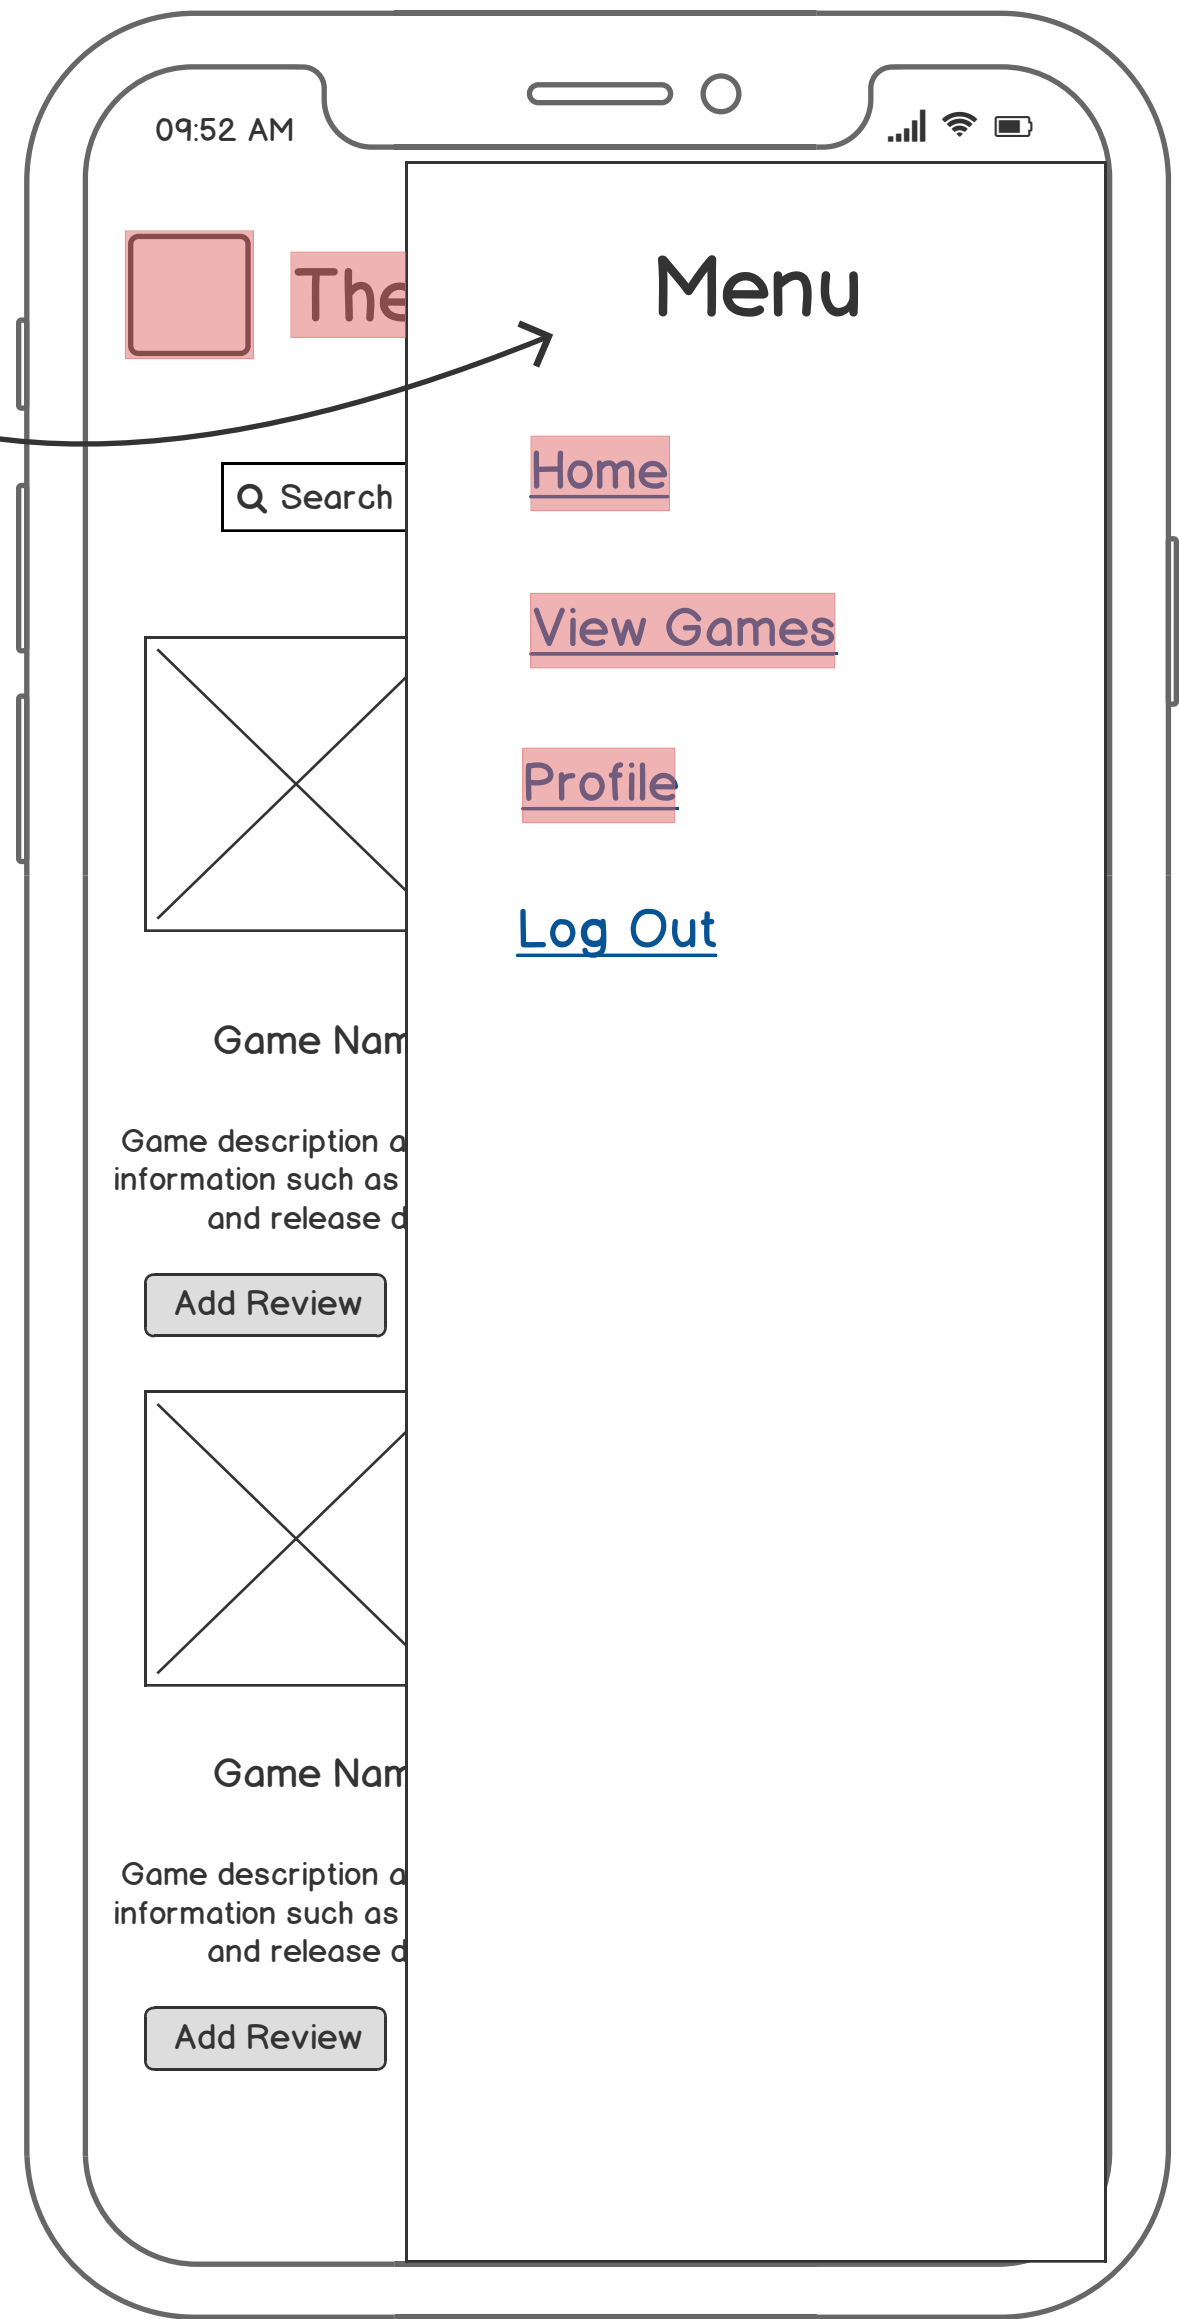 09:52 AM
The
Menu
Search
Home
View Games
Profile
Log Out
Game Nam
Game description a
information such as
and release d
Add Review
Game Nam
Game description a
information such as
and release d
Add Review